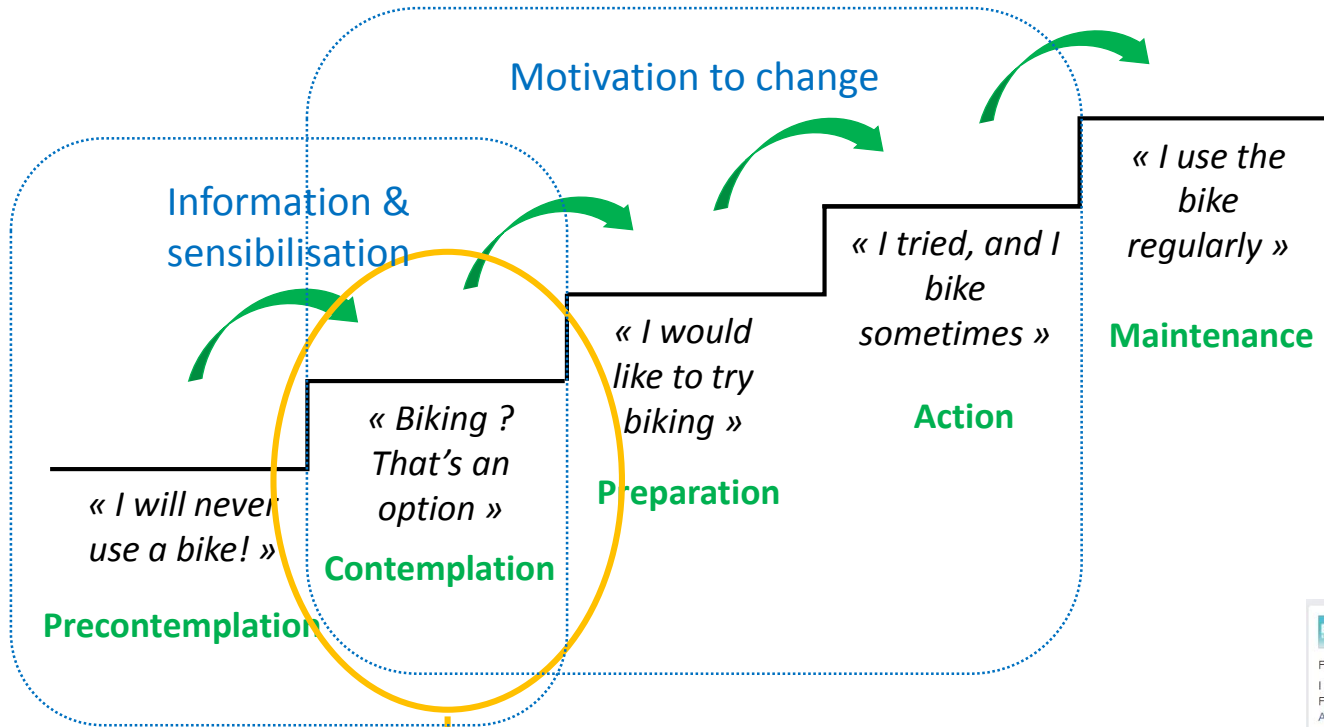 Motivation to change
Information &
sensibilisation
« I will never
use a bike! »
Precontemplation
« Biking ?
That’s an
option »
Contemplation
« I would
like to try
biking »
Preparation
« I tried, and I
bike
sometimes »
Action
« I use the
bike
regularly »
Maintenance